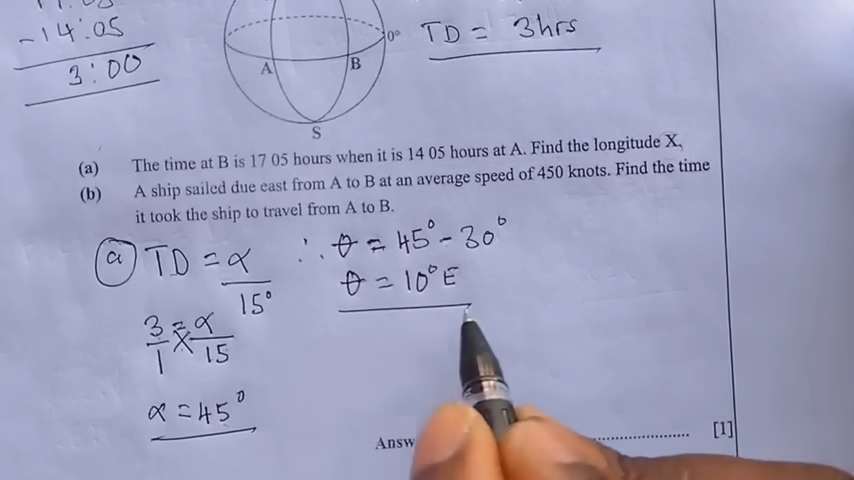 -14:05
3:00
TD = 3hrs
0°
A
B
S
(a) The time at B is 17 05 hours when it is 14 05 hours at A. Find the longitude X,
(b) A ship sailed due east from A to B at an average speed of 450 knots. Find the time
it took the ship to travel from A to B.
(a) TD = α/15°
3/1 = α/15
α = 45°
∴ θ = 45° - 30°
θ = 10°E
Answ
[1]